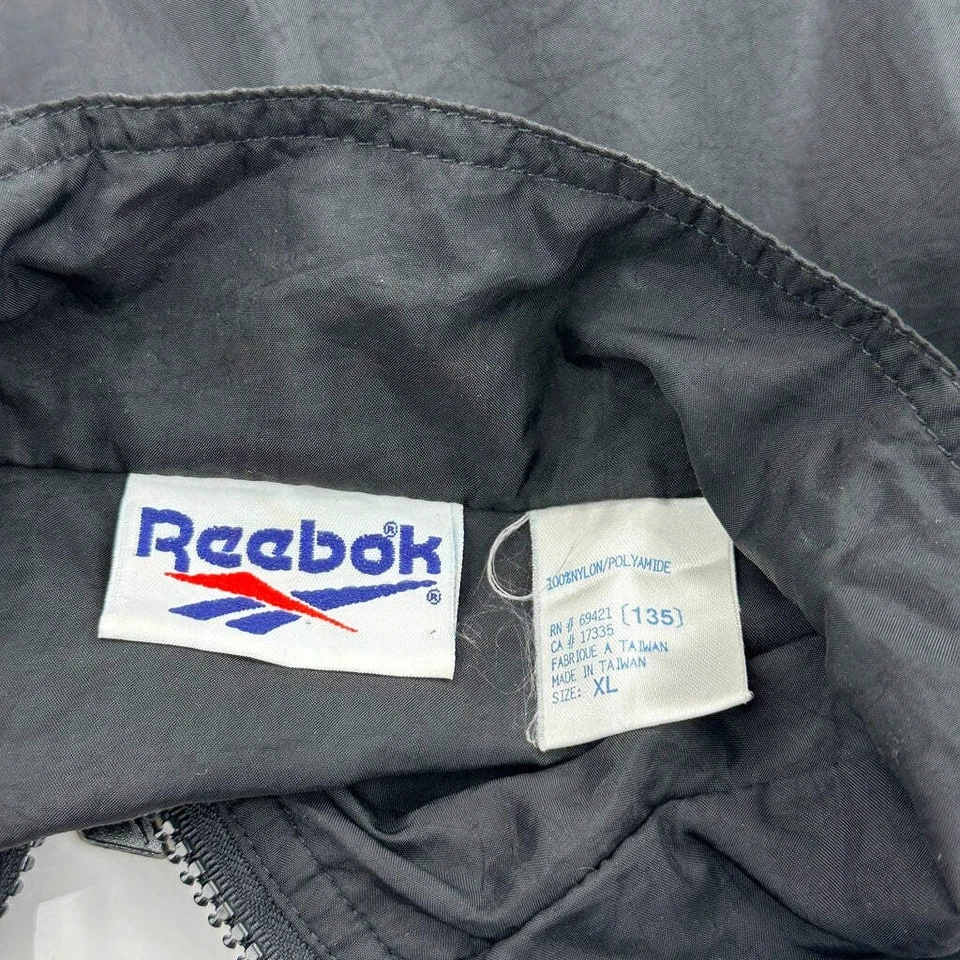 Reebok®
®
100%NYLON/POLYAMIDE
RN # 69421 (135)
CA # 17335
FABRIQUE A TAIWAN
MADE IN TAIWAN
SIZE: XL